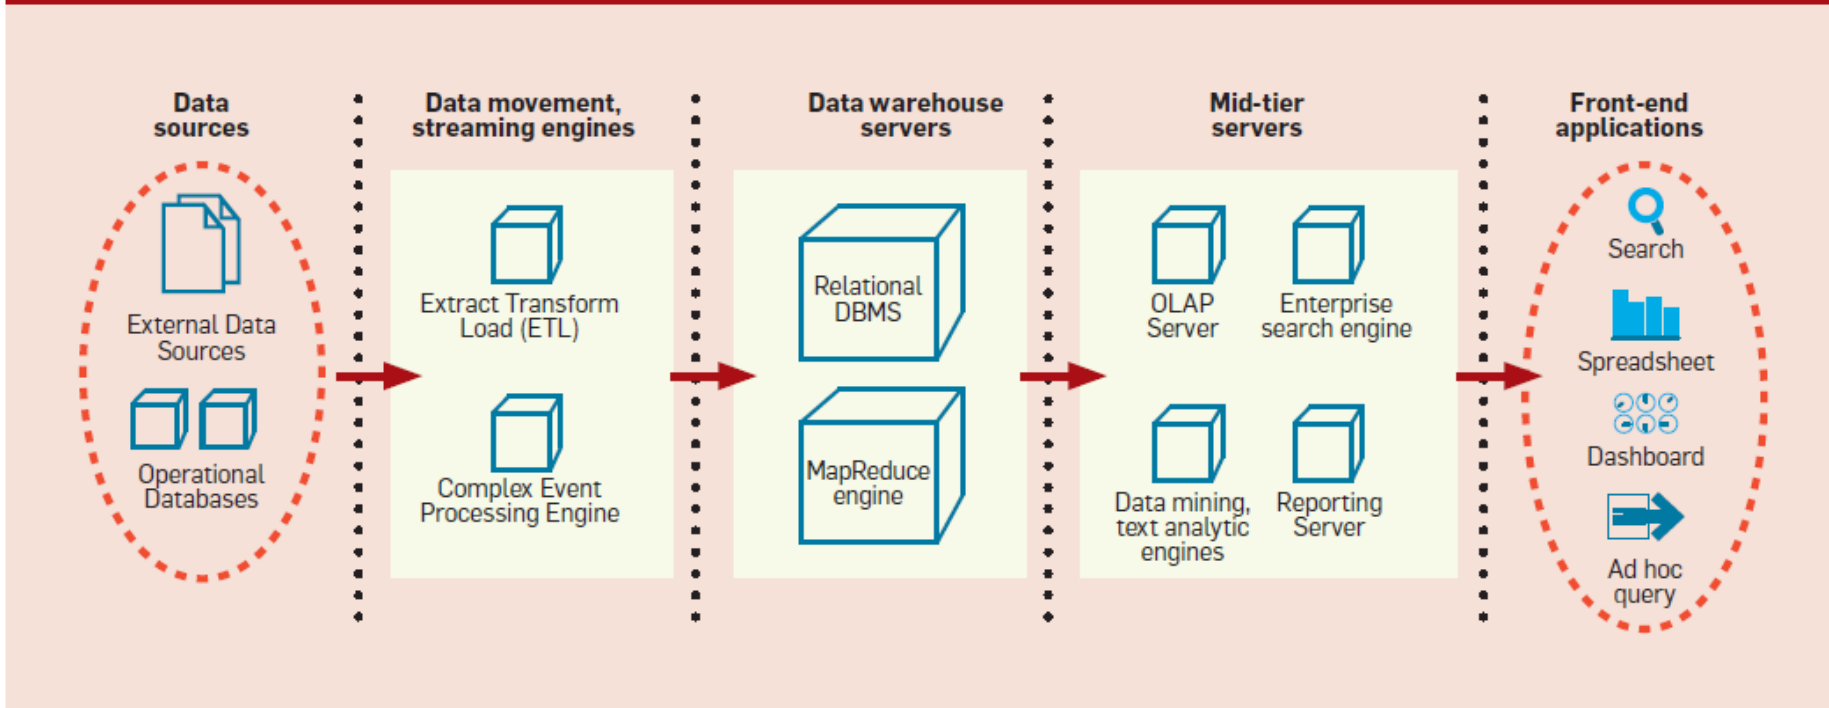 Data
sources
External Data
Sources
Operational
Databases
Data movement,
streaming engines
Extract Transform
Load (ETL)
Complex Event
Processing Engine
Data warehouse
servers
Relational
DBMS
MapReduce
engine
Mid-tier
servers
OLAP
Server
Enterprise
search engine
Data mining,
text analytic
engines
Reporting
Server
Front-end
applications
Search
Spreadsheet
Dashboard
Ad hoc
query